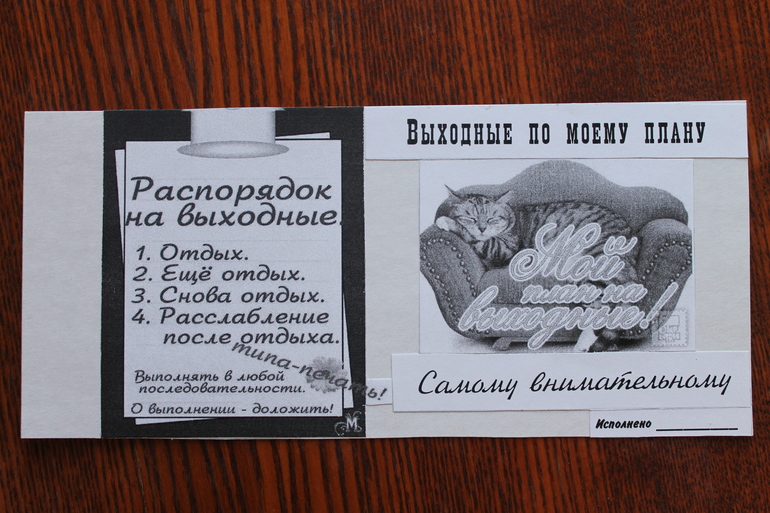 Распорядок
на выходные.
1. Отдых.
2. Ещё отдых.
3. Снова отдых.
4. Расслабление
после отдыха.
типа-печать!
Выполнять в любой
последовательности.
О выполнении - доложить!
М
Выходные по моему плану
Мой
план на
выходные!
Самому внимательному
Исполнено